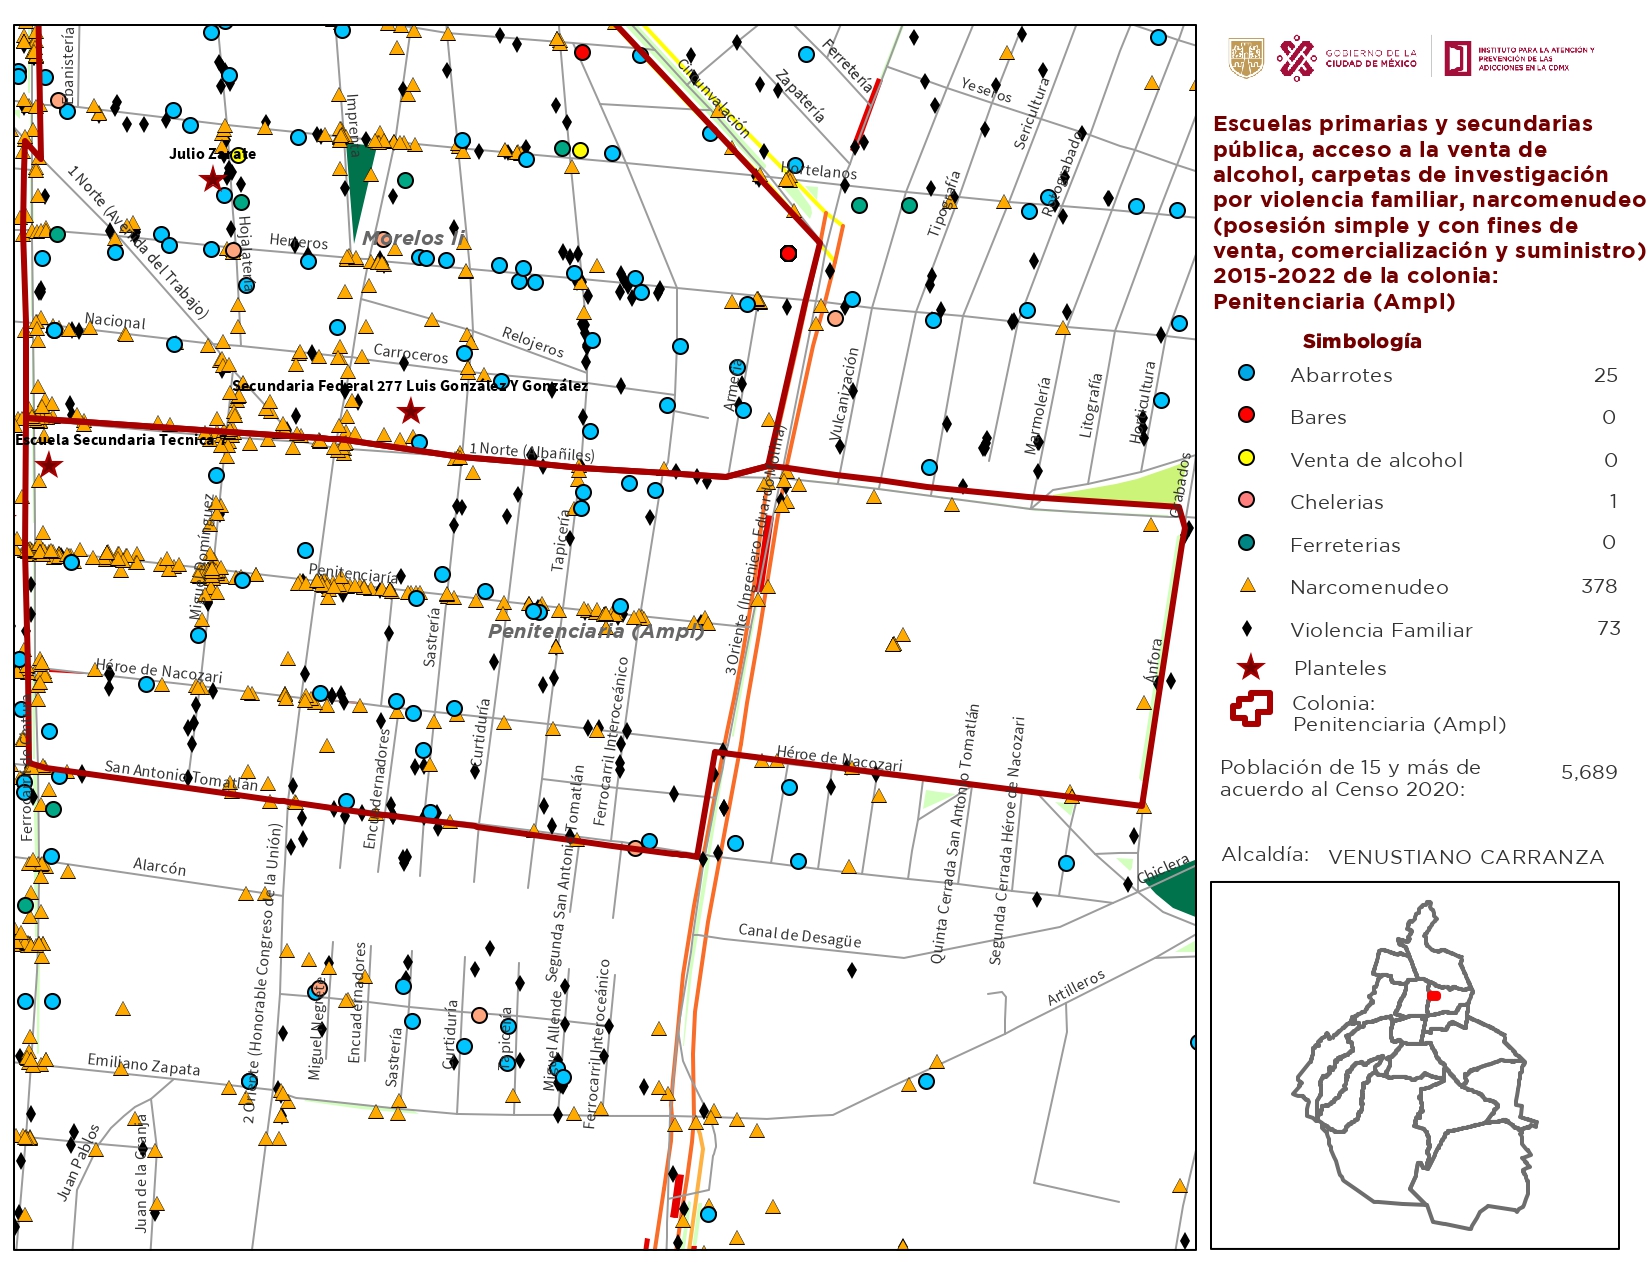 GOBIERNO DE LA
CIUDAD DE MÉXICO
INSTITUTO PARA LA ATENCIÓN Y
PREVENCIÓN DE LAS
ADICCIONES EN LA CDMX
Escuelas primarias y secundarias
pública, acceso a la venta de
alcohol, carpetas de investigación
por violencia familiar, narcomenudeo
(posesión simple y con fines de
venta, comercialización y suministro)
2015-2022 de la colonia:
Penitenciaria (Ampl)
Simbología
Abarrotes 25
Bares 0
Venta de alcohol 0
Chelerias 1
Ferreterias 0
Narcomenudeo 378
Violencia Familiar 73
Planteles
Colonia:
Penitenciaria (Ampl)
Población de 15 y más de
acuerdo al Censo 2020: 5,689
Alcaldía: VENUSTIANO CARRANZA
Ebanistería
Imprenta
Circunvalación
Zapatería
Ferretería
Yeseros
Sericultura
Rotograbado
Hortelanos
Tipografía
Julio Zarate
1 Norte (Avenida del Trabajo)
Hojalatería
Herreros
Morelos Ii
Nacional
Carroceros
Relojeros
Armería
Vulcanización
Marmolería
Litografía
Horticultura
Grabados
Secundaria Federal 277 Luis González Y González
Escuela Secundaria Tecnica 7
1 Norte (Albañiles)
Miguel Domínguez
Tapicería
Penitenciaría
Sastrería
Penitenciaria (Ampl)
3 Oriente (Ingeniero Eduardo Molina)
Ánfora
Héroe de Nacozari
Curtiduría
Encuadernadores
Ferrocarril Interoceánico
San Antonio Tomatlán
Héroe de Nacozari
Quinta Cerrada San Antonio Tomatlán
Segunda Cerrada Héroe de Nacozari
Segunda San Antonio Tomatlán
Alarcón
2 Oriente (Honorable Congreso de la Unión)
Chiclera
Canal de Desagüe
Artilleros
Miguel Negrete
Encuadernadores
Sastrería
Curtiduría
Tapicería
Miguel Allende
Ferrocarril Interoceánico
Emiliano Zapata
Juan Pablos
Juan de la Granja